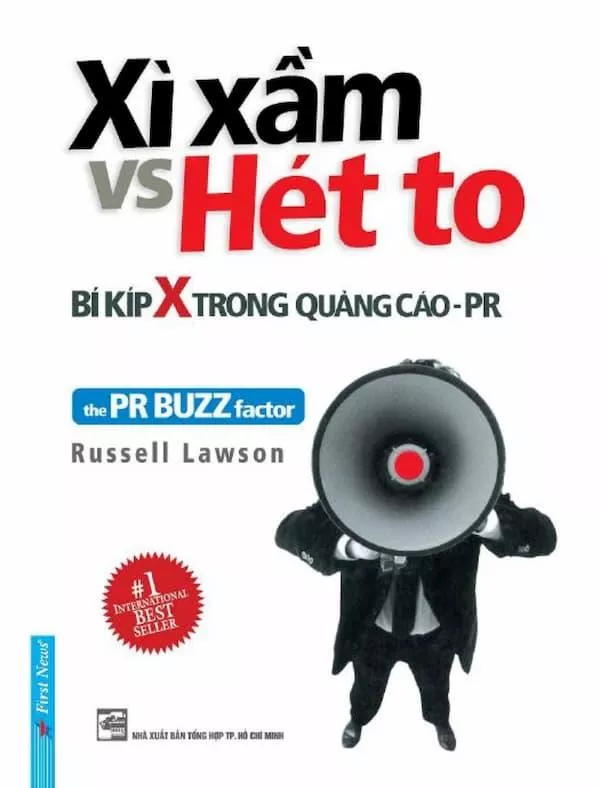 Xì xầm
vs Hét to
BÍ KÍP X TRONG QUẢNG CÁO - PR
the PR BUZZ factor
Russell Lawson
#1
INTERNATIONAL
BEST
SELLER
First News
NHÀ XUẤT BẢN TỔNG HỢP TP. HỒ CHÍ MINH